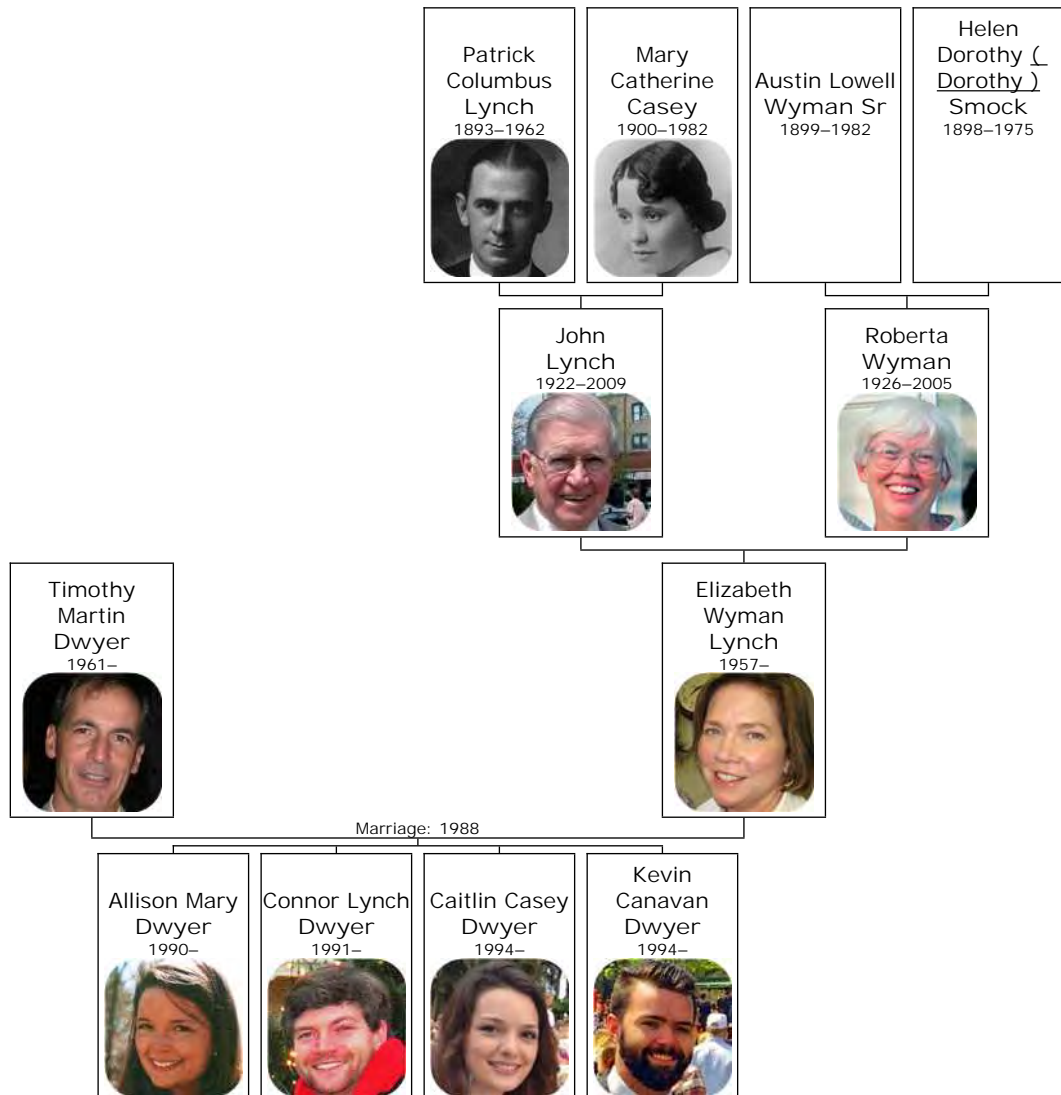 Patrick
Columbus
Lynch
1893–1962
Mary
Catherine
Casey
1900–1982
Austin Lowell
Wyman Sr
1899–1982
Helen
Dorothy (
Dorothy )
Smock
1898–1975
John
Lynch
1922–2009
Roberta
Wyman
1926–2005
Timothy
Martin
Dwyer
1961–
Elizabeth
Wyman
Lynch
1957–
Marriage: 1988
Allison Mary
Dwyer
1990–
Connor Lynch
Dwyer
1991–
Caitlin Casey
Dwyer
1994–
Kevin
Canavan
Dwyer
1994–